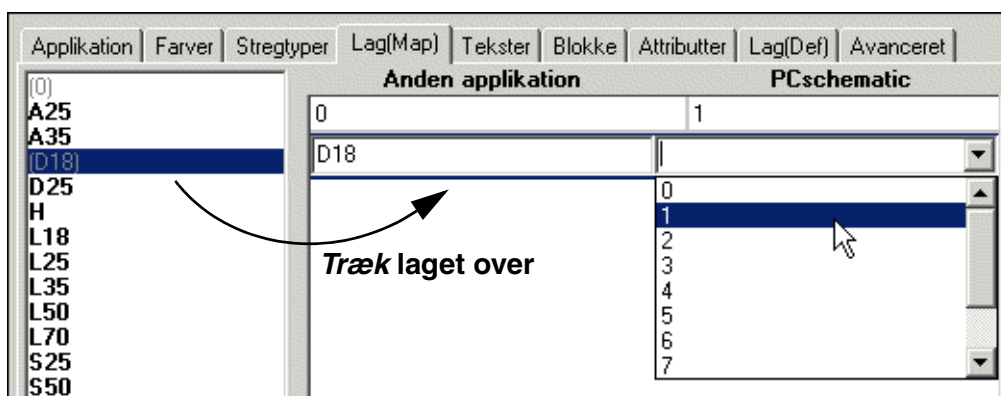 Applikation Farver Stregtyper Lag(Map) Tekster Blokke Attributter Lag(Def) Avanceret
Anden applikation PCschematic
(0)
A25
A35
(D18)
D25
H
L18
L25
L35
L50
L70
S25
S50
0 1
D18
0
1
2
3
4
5
6
7
Træk laget over